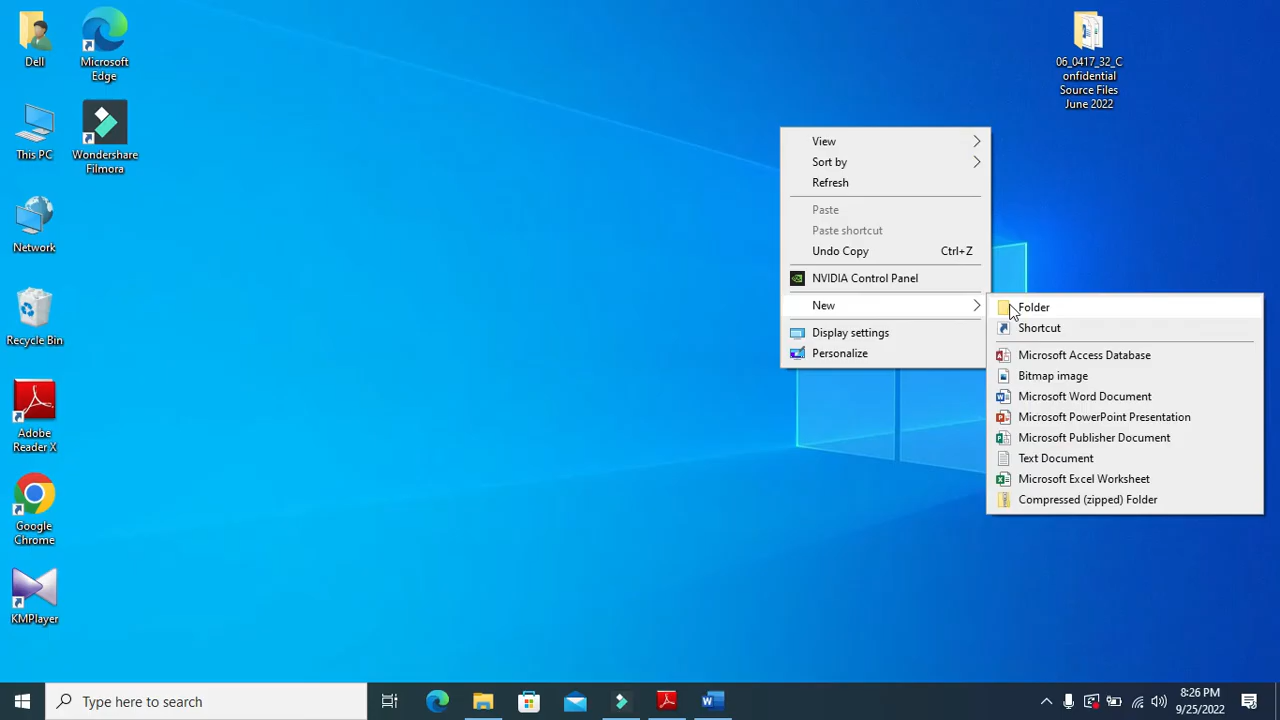 Dell
Microsoft
Edge
This PC
Wondershare
Filmora
Network
Recycle Bin
Adobe
Reader X
Google
Chrome
KMPlayer
06_0417_32_C
onfidential
Source Files
June 2022
View
Sort by
Refresh
Paste
Paste shortcut
Undo Copy Ctrl+Z
NVIDIA Control Panel
New
Display settings
Personalize
Folder
Shortcut
Microsoft Access Database
Bitmap image
Microsoft Word Document
Microsoft PowerPoint Presentation
Microsoft Publisher Document
Text Document
Microsoft Excel Worksheet
Compressed (zipped) Folder
Type here to search
8:26 PM
9/25/2022